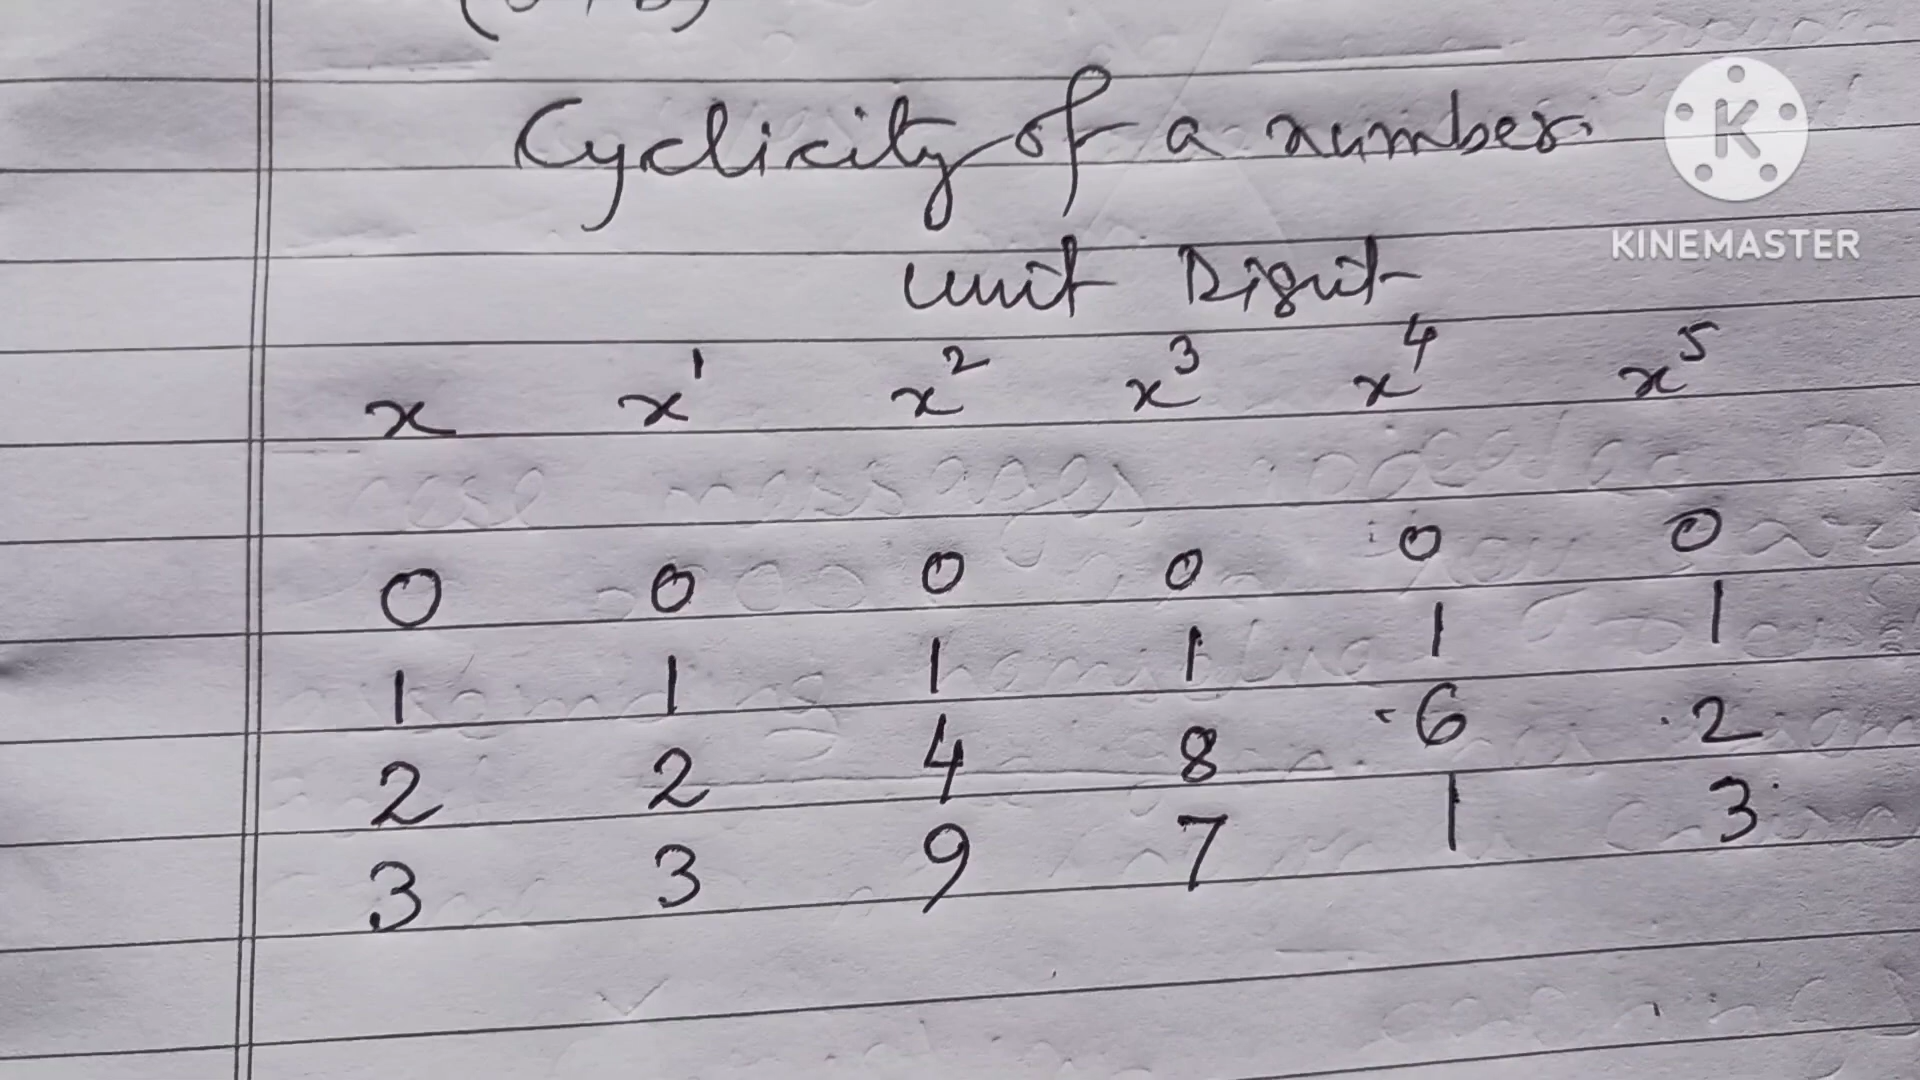 Cyclicity of a number.
K
KINEMASTER
Unit Digit
x x¹ x² x³ x⁴ x⁵
0 0 0 0 0 0
1 1 1 1 1 1
2 2 4 8 6 2
3 3 9 7 1 3